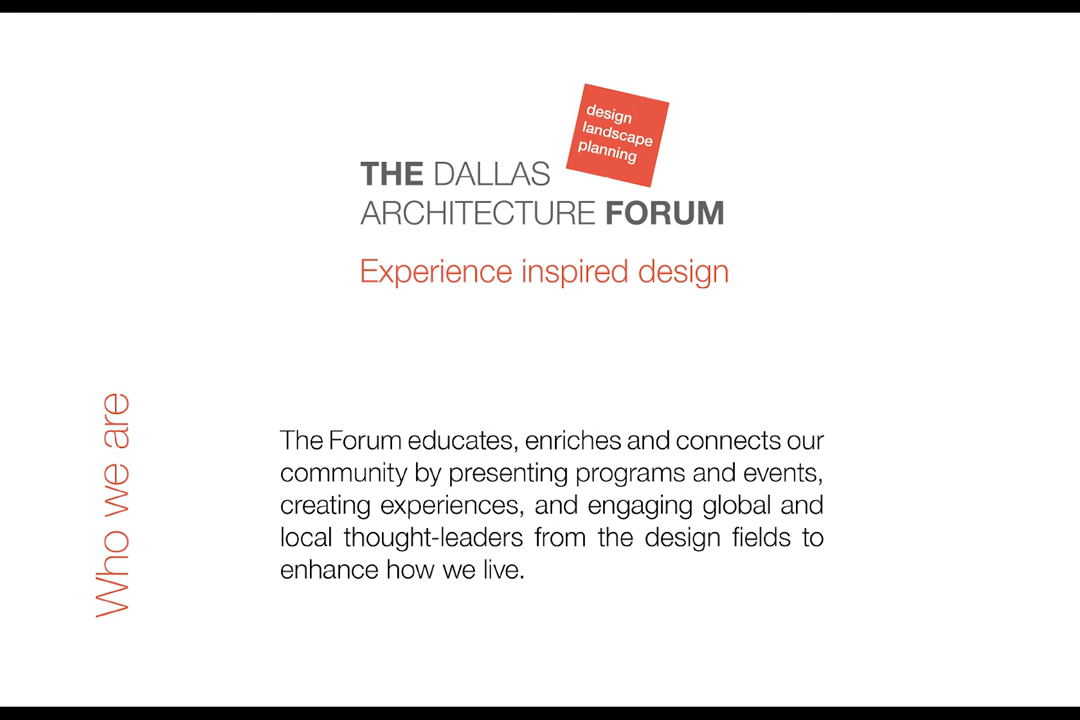 design
landscape
planning
THE DALLAS
ARCHITECTURE FORUM
Experience inspired design
Who we are
The Forum educates, enriches and connects our
community by presenting programs and events,
creating experiences, and engaging global and
local thought-leaders from the design fields to
enhance how we live.